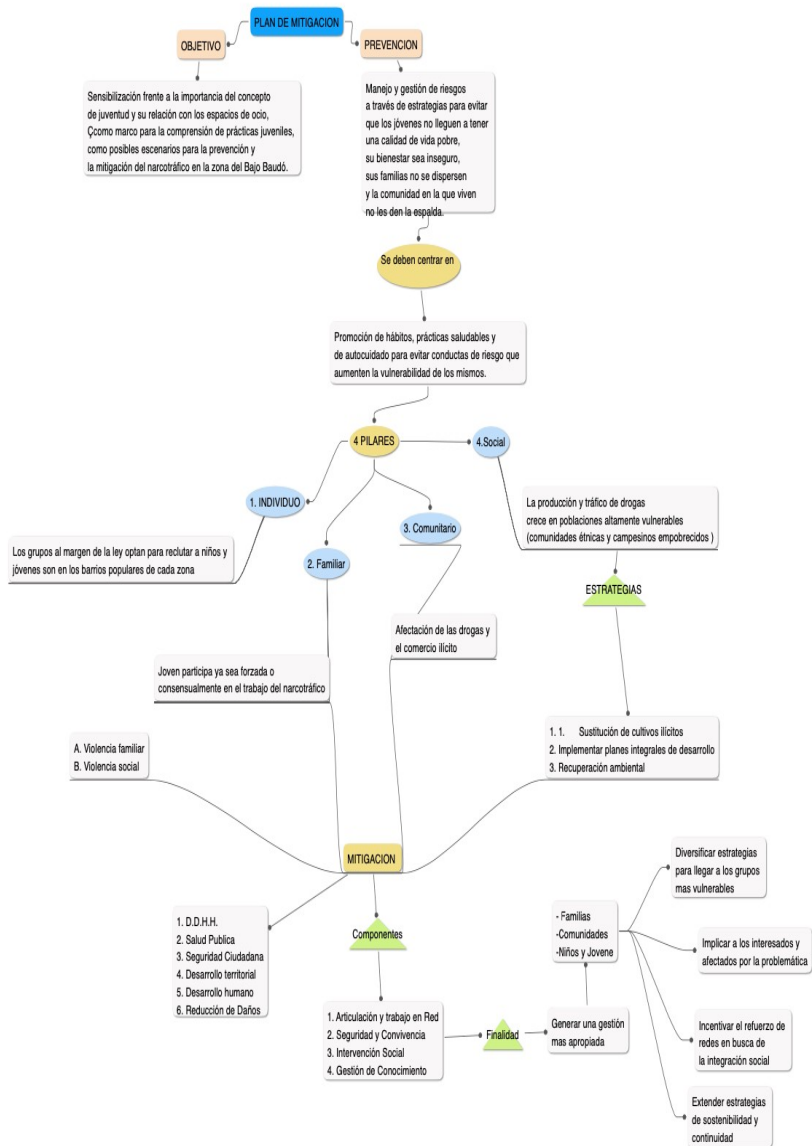 PLAN DE MITIGACION
OBJETIVO
PREVENCION
Sensibilización frente a la importancia del concepto
de juventud y su relación con los espacios de ocio,
Ççomo marco para la comprensión de prácticas juveniles,
como posibles escenarios para la prevención y
la mitigación del narcotráfico en la zona del Bajo Baudó.
Manejo y gestión de riesgos
a través de estrategias para evitar
que los jóvenes no lleguen a tener
una calidad de vida pobre,
su bienestar sea inseguro,
sus familias no se dispersen
y la comunidad en la que viven
no les den la espalda.
Se deben centrar en
Promoción de hábitos, prácticas saludables y
de autocuidado para evitar conductas de riesgo que
aumenten la vulnerabilidad de los mismos.
4 PILARES
4.Social
1. INDIVIDUO
3. Comunitario
2. Familiar
La producción y tráfico de drogas
crece en poblaciones altamente vulnerables
(comunidades étnicas y campesinos empobrecidos )
Los grupos al margen de la ley optan para reclutar a niños y
jóvenes son en los barrios populares de cada zona
ESTRATEGIAS
Afectación de las drogas y
el comercio ilícito
Joven participa ya sea forzada o
consensualmente en el trabajo del narcotráfico
1. 1. Sustitución de cultivos ilícitos
2. Implementar planes integrales de desarrollo
3. Recuperación ambiental
A. Violencia familiar
B. Violencia social
MITIGACION
1. D.D.H.H.
2. Salud Publica
3. Seguridad Ciudadana
4. Desarrollo territorial
5. Desarrollo humano
6. Reducción de Daños
Componentes
1. Articulación y trabajo en Red
2. Seguridad y Convivencia
3. Intervención Social
4. Gestión de Conocimiento
Finalidad
Generar una gestión
mas apropiada
- Familias
-Comunidades
-Niños y Jovene
Diversificar estrategias
para llegar a los grupos
mas vulnerables
Implicar a los interesados y
afectados por la problemática
Incentivar el refuerzo de
redes en busca de
la integración social
Extender estrategias
de sostenibilidad y
continuidad